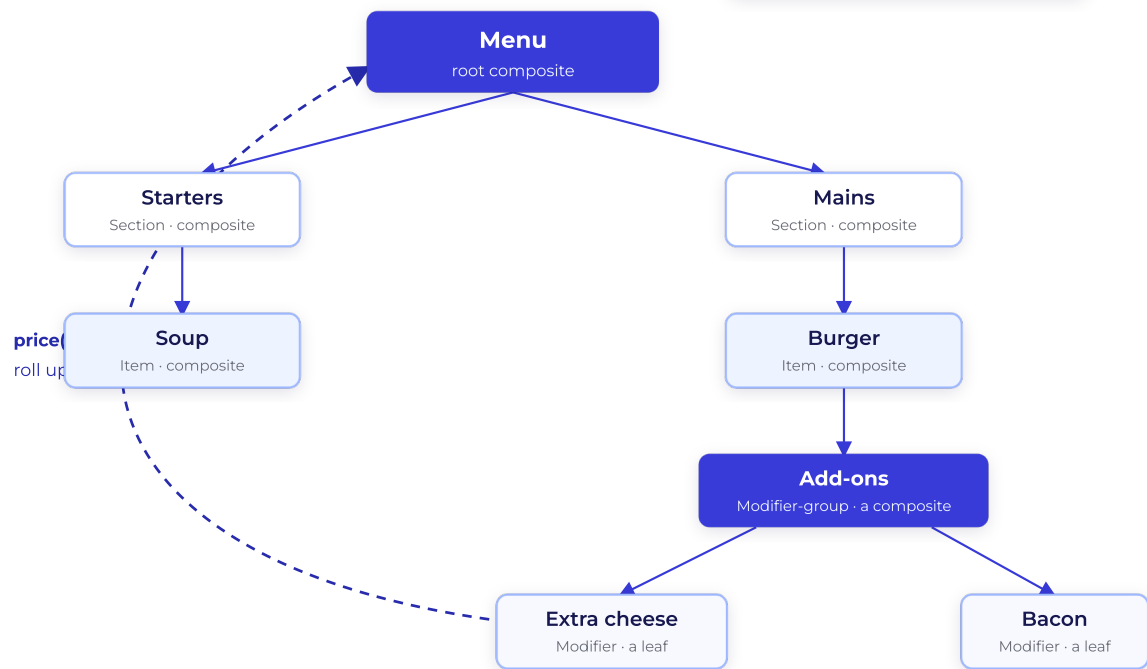 Menu
root composite
Starters
Section · composite
Mains
Section · composite
price(
roll up
Soup
Item · composite
Burger
Item · composite
Add-ons
Modifier-group · a composite
Extra cheese
Modifier · a leaf
Bacon
Modifier · a leaf